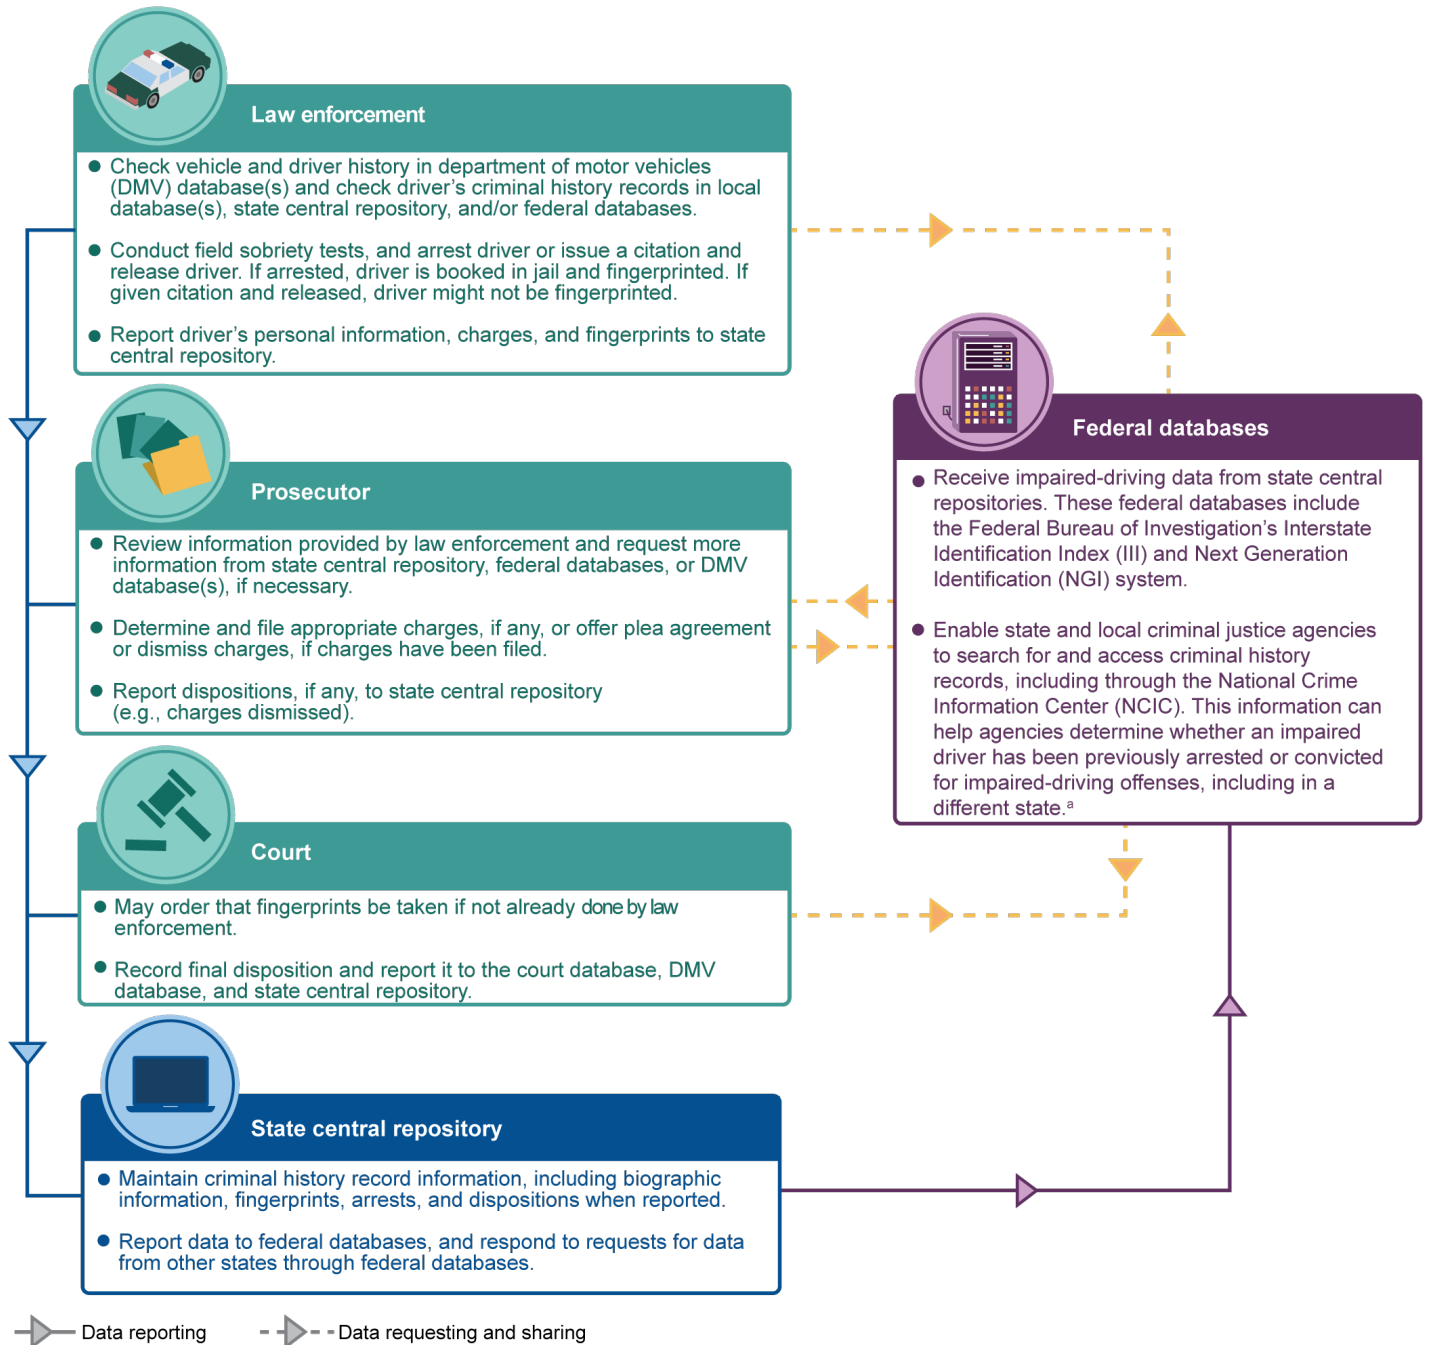 Law enforcement
● Check vehicle and driver history in department of motor vehicles
(DMV) database(s) and check driver’s criminal history records in local
database(s), state central repository, and/or federal databases.
● Conduct field sobriety tests, and arrest driver or issue a citation and
release driver. If arrested, driver is booked in jail and fingerprinted. If
given citation and released, driver might not be fingerprinted.
● Report driver’s personal information, charges, and fingerprints to state
central repository.
Prosecutor
● Review information provided by law enforcement and request more
information from state central repository, federal databases, or DMV
database(s), if necessary.
● Determine and file appropriate charges, if any, or offer plea agreement
or dismiss charges, if charges have been filed.
● Report dispositions, if any, to state central repository
(e.g., charges dismissed).
Court
● May order that fingerprints be taken if not already done by law
enforcement.
● Record final disposition and report it to the court database, DMV
database, and state central repository.
State central repository
● Maintain criminal history record information, including biographic
information, fingerprints, arrests, and dispositions when reported.
● Report data to federal databases, and respond to requests for data
from other states through federal databases.
Federal databases
● Receive impaired-driving data from state central
repositories. These federal databases include
the Federal Bureau of Investigation’s Interstate
Identification Index (III) and Next Generation
Identification (NGI) system.
● Enable state and local criminal justice agencies
to search for and access criminal history
records, including through the National Crime
Information Center (NCIC). This information can
help agencies determine whether an impaired
driver has been previously arrested or convicted
for impaired-driving offenses, including in a
different state.ᵃ
Data reporting
Data requesting and sharing